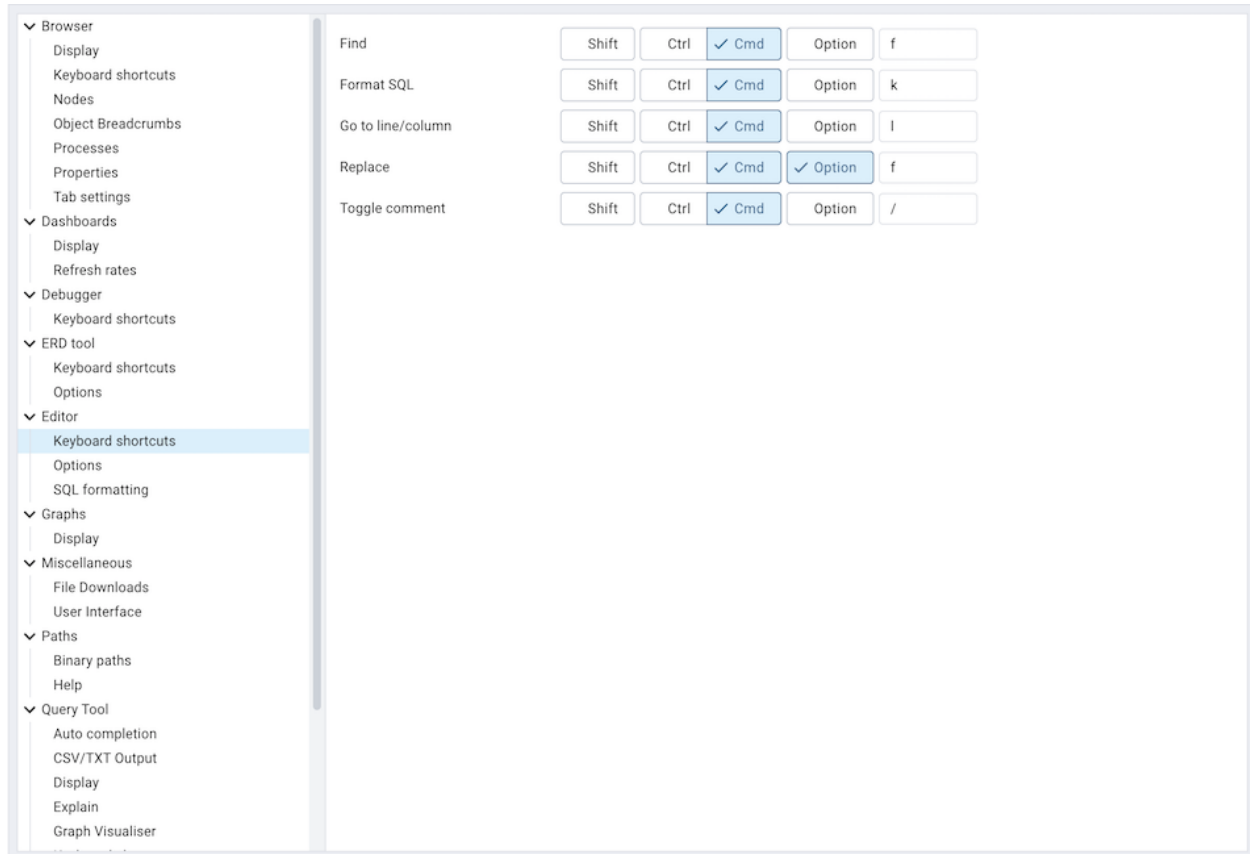 Browser
Display
Keyboard shortcuts
Nodes
Object Breadcrumbs
Processes
Properties
Tab settings
Dashboards
Display
Refresh rates
Debugger
Keyboard shortcuts
ERD tool
Keyboard shortcuts
Options
Editor
Keyboard shortcuts
Options
SQL formatting
Graphs
Display
Miscellaneous
File Downloads
User Interface
Paths
Binary paths
Help
Query Tool
Auto completion
CSV/TXT Output
Display
Explain
Graph Visualiser
Find Shift Ctrl Cmd Option f
Format SQL Shift Ctrl Cmd Option k
Go to line/column Shift Ctrl Cmd Option l
Replace Shift Ctrl Cmd Option f
Toggle comment Shift Ctrl Cmd Option /